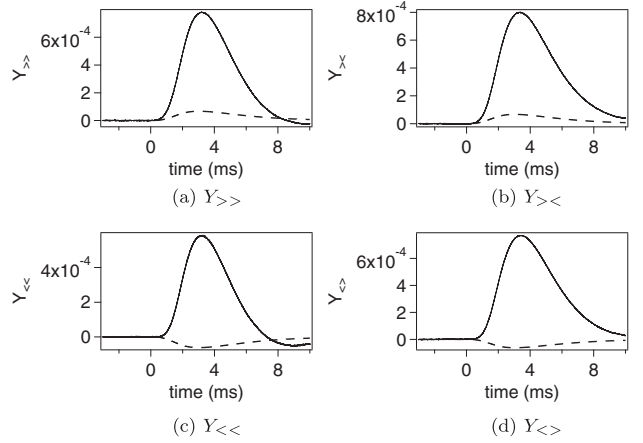 6x10⁻⁴
4
2
0
Y>>
0 4 8
time (ms)
(a) Y>>
8x10⁻⁴
6
4
2
0
Y><
0 4 8
time (ms)
(b) Y><
4x10⁻⁴
2
0
Y<<
0 4 8
time (ms)
(c) Y<<
6x10⁻⁴
4
2
0
Y<>
0 4 8
time (ms)
(d) Y<>